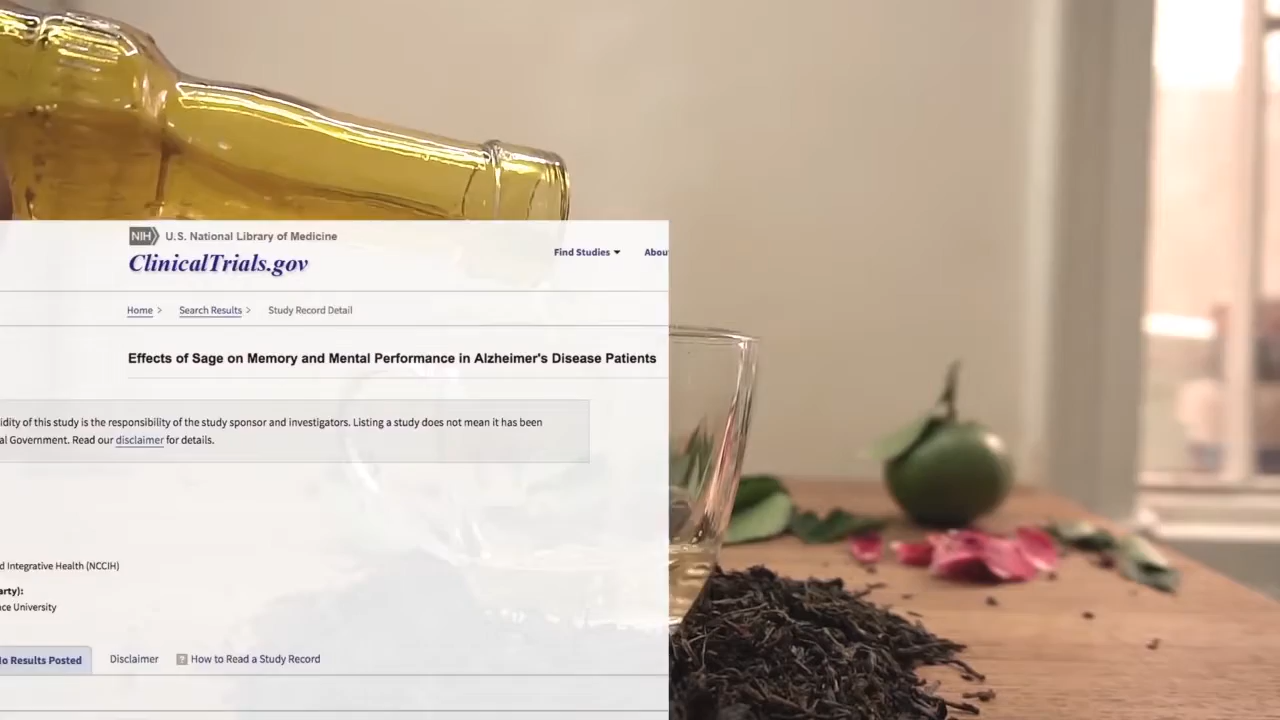 NIH U.S. National Library of Medicine
ClinicalTrials.gov
Find Studies Abou
Home > Search Results > Study Record Detail
Effects of Sage on Memory and Mental Performance in Alzheimer's Disease Patients
idity of this study is the responsibility of the study sponsor and investigators. Listing a study does not mean it has been
al Government. Read our disclaimer for details.
d Integrative Health (NCCIH)
arty):
ce University
o Results Posted Disclaimer ? How to Read a Study Record